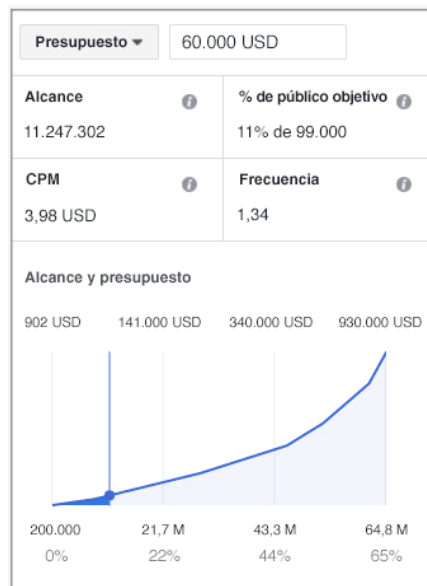 Presupuesto 60.000 USD
Alcance % de público objetivo
11.247.302 11% de 99.000
CPM Frecuencia
3,98 USD 1,34
Alcance y presupuesto
902 USD 141.000 USD 340.000 USD 930.000 USD
200.000 21,7 M 43,3 M 64,8 M
0% 22% 44% 65%